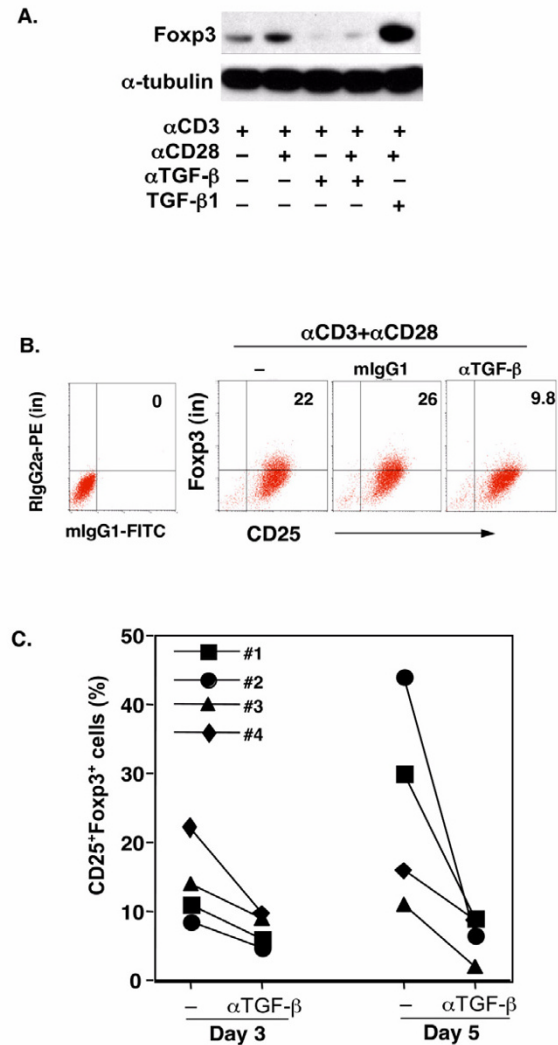 A.
Foxp3
α-tubulin
αCD3 + + + + +
αCD28 – + – + +
αTGF-β – – + + –
TGF-β1 – – – – +
B.
αCD3+αCD28
– mIgG1 αTGF-β
RIgG2a-PE (in)
0
Foxp3 (in)
22
26
9.8
mIgG1-FITC
CD25
C.
CD25+Foxp3+ cells (%)
50
40
30
20
10
0
#1
#2
#3
#4
– αTGF-β – αTGF-β
Day 3 Day 5